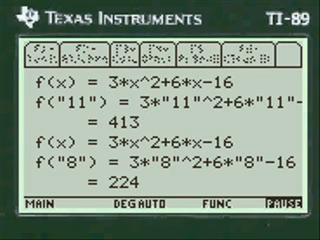 TEXAS INSTRUMENTS TI-89
f(x) = 3*x^2+6*x-16
f("11") = 3*"11"^2+6*"11"-
= 413
f(x) = 3*x^2+6*x-16
f("8") = 3*"8"^2+6*"8"-16
= 224
MAIN DEG AUTO FUNC PAUSE